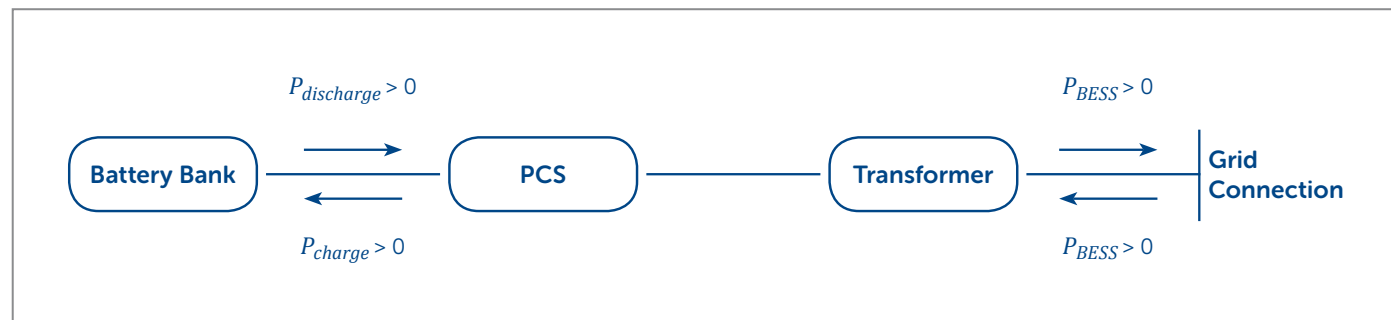 P_discharge > 0
P_BESS > 0
Battery Bank
PCS
Transformer
Grid
Connection
P_charge > 0
P_BESS > 0